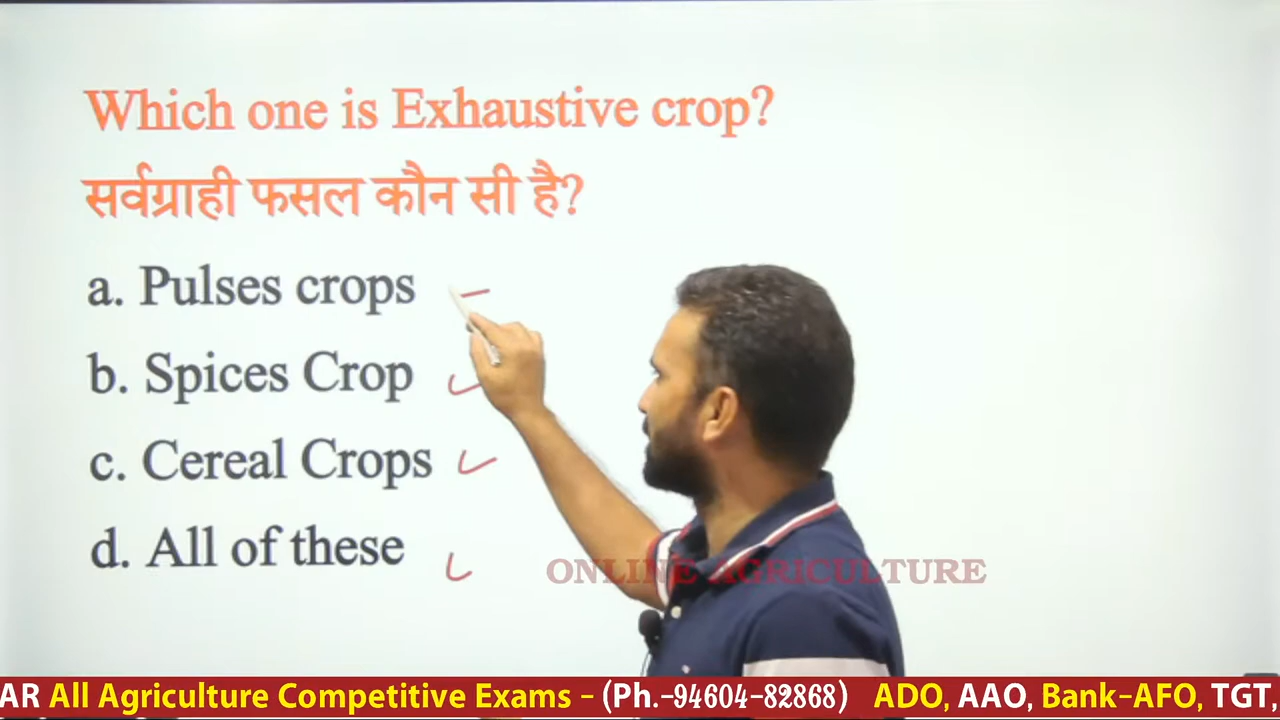 Which one is Exhaustive crop?
सर्वग्राही फसल कौन सी है?
a. Pulses crops
b. Spices Crop
c. Cereal Crops
d. All of these
ONLINE AGRICULTURE
AR All Agriculture Competitive Exams - (Ph.-94604-82868) ADO, AAO, Bank-AFO, TGT,